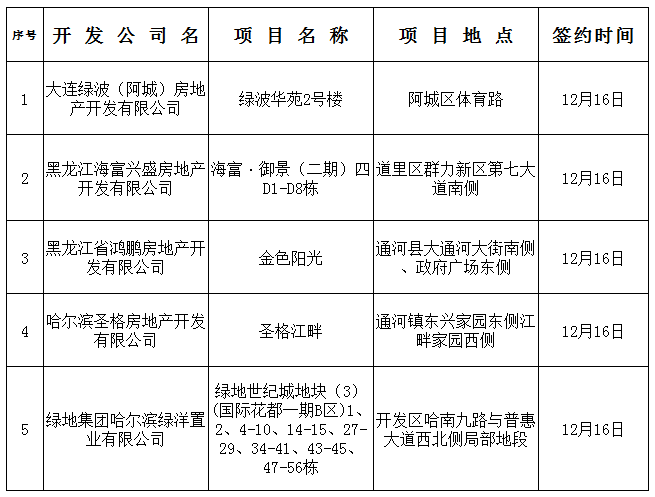 序号 开发公司名 项目名称 项目地点 签约时间
1 大连绿波（阿城）房地产开发有限公司 绿波华苑2号楼 阿城区体育路 12月16日
2 黑龙江海富兴盛房地产开发有限公司 海富·御景（二期）四D1-D8栋 道里区群力新区第七大道南侧 12月16日
3 黑龙江省鸿鹏房地产开发有限公司 金色阳光 通河县大通河大街南侧、政府广场东侧 12月16日
4 哈尔滨圣格房地产开发有限公司 圣格江畔 通河镇东兴家园东侧江畔家园西侧 12月16日
5 绿地集团哈尔滨绿洋置业有限公司 绿地世纪城地块（3）(国际花都一期B区)1、2、4-10、14-15、27-29、34-41、43-45、47-56栋 开发区哈南九路与普惠大道西北侧局部地段 12月16日